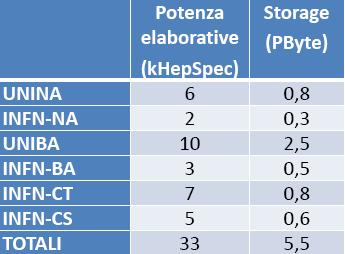 Potenza elaborative (kHepSpec) Storage (PByte)
UNINA 6 0,8
INFN-NA 2 0,3
UNIBA 10 2,5
INFN-BA 3 0,5
INFN-CT 7 0,8
INFN-CS 5 0,6
TOTALI 33 5,5